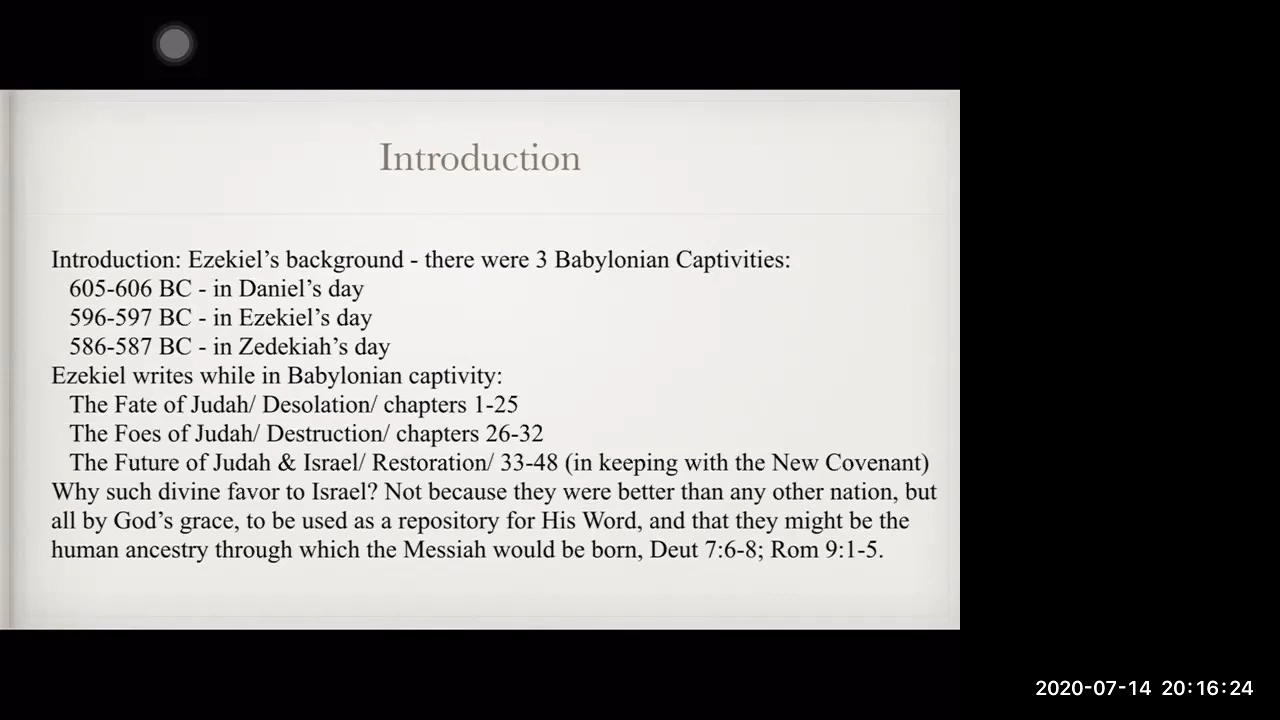 Introduction
Introduction: Ezekiel’s background - there were 3 Babylonian Captivities:
605-606 BC - in Daniel’s day
596-597 BC - in Ezekiel’s day
586-587 BC - in Zedekiah’s day
Ezekiel writes while in Babylonian captivity:
The Fate of Judah/ Desolation/ chapters 1-25
The Foes of Judah/ Destruction/ chapters 26-32
The Future of Judah & Israel/ Restoration/ 33-48 (in keeping with the New Covenant)
Why such divine favor to Israel? Not because they were better than any other nation, but
all by God’s grace, to be used as a repository for His Word, and that they might be the
human ancestry through which the Messiah would be born, Deut 7:6-8; Rom 9:1-5.
2020-07-14 20:16:24